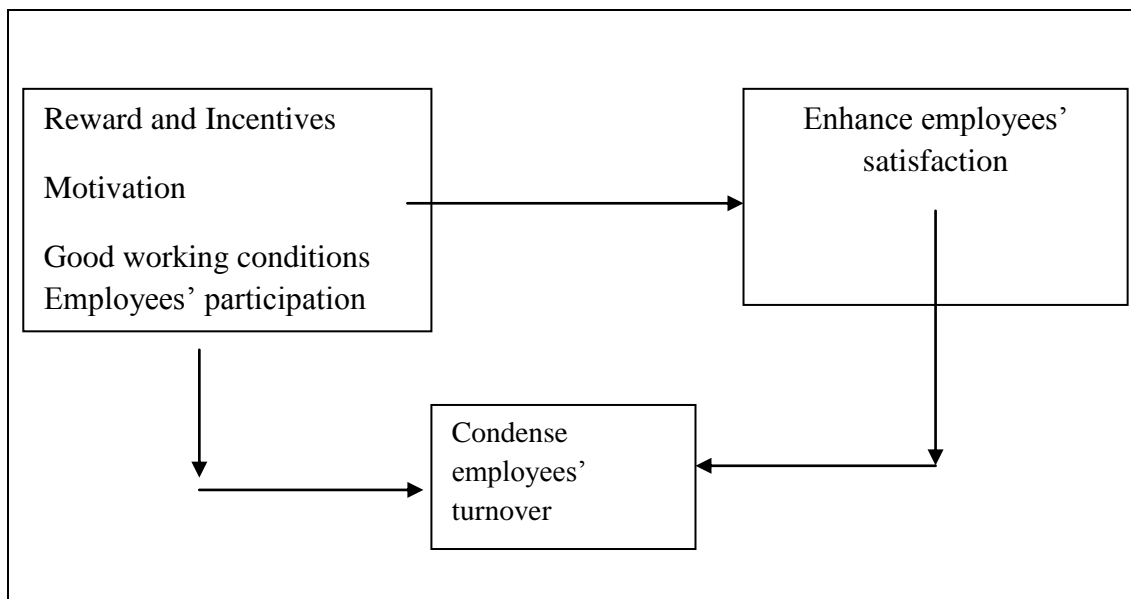 Reward and Incentives
Motivation
Good working conditions
Employees’ participation
Enhance employees’
satisfaction
Condense
employees’
turnover